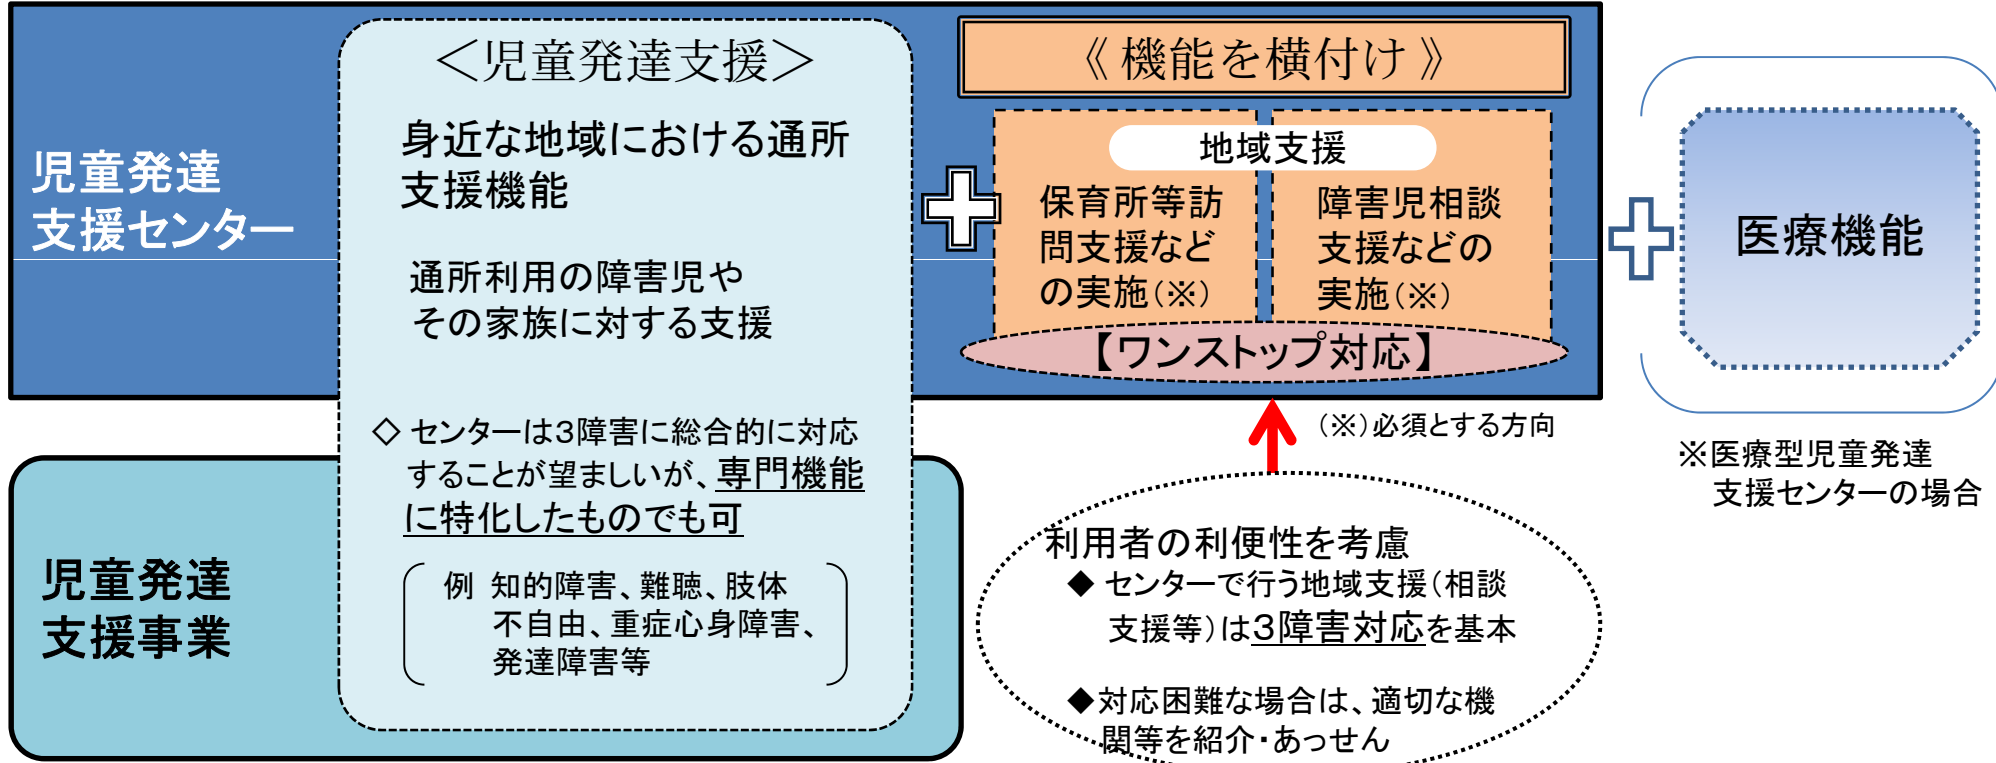 児童発達
支援センター
＜児童発達支援＞
身近な地域における通所
支援機能
通所利用の障害児や
その家族に対する支援
◇ センターは３障害に総合的に対応
することが望ましいが、専門機能
に特化したものでも可
例 知的障害、難聴、肢体
不自由、重症心身障害、
発達障害等
《 機能を横付け 》
地域支援
保育所等訪
問支援など
の実施（※）
障害児相談
支援などの
実施（※）
【ワンストップ対応】
（※）必須とする方向
医療機能
※医療型児童発達
支援センターの場合
児童発達
支援事業
利用者の利便性を考慮
◆ センターで行う地域支援（相談
支援等）は３障害対応を基本
◆対応困難な場合は、適切な機
関等を紹介・あっせん